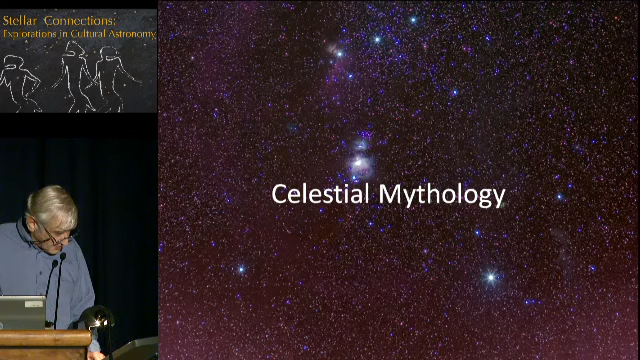 Stellar Connections:
Explorations in Cultural Astronomy
Celestial Mythology